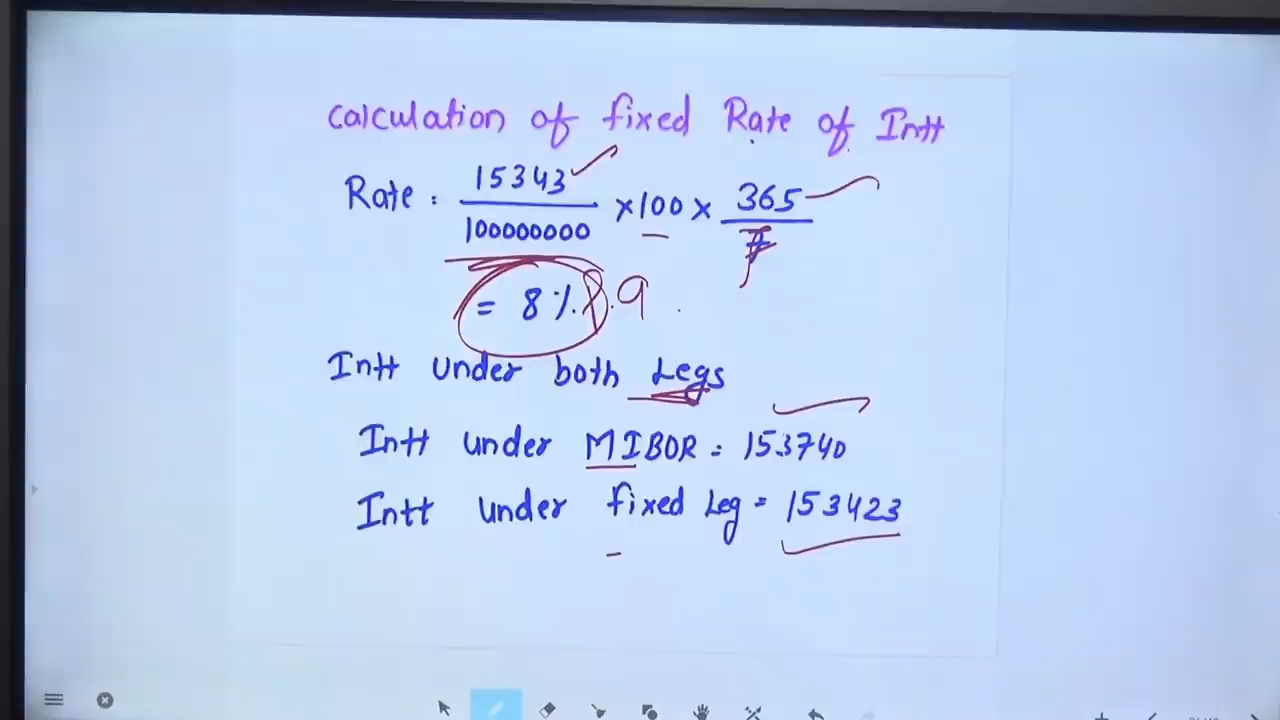 Calculation of fixed Rate of Intt
Rate : 15343 / 100000000 × 100 × 365 / 7
= 8 %. 9
Intt under both Legs
Intt under MIBOR = 153740
Intt under fixed Leg = 153423